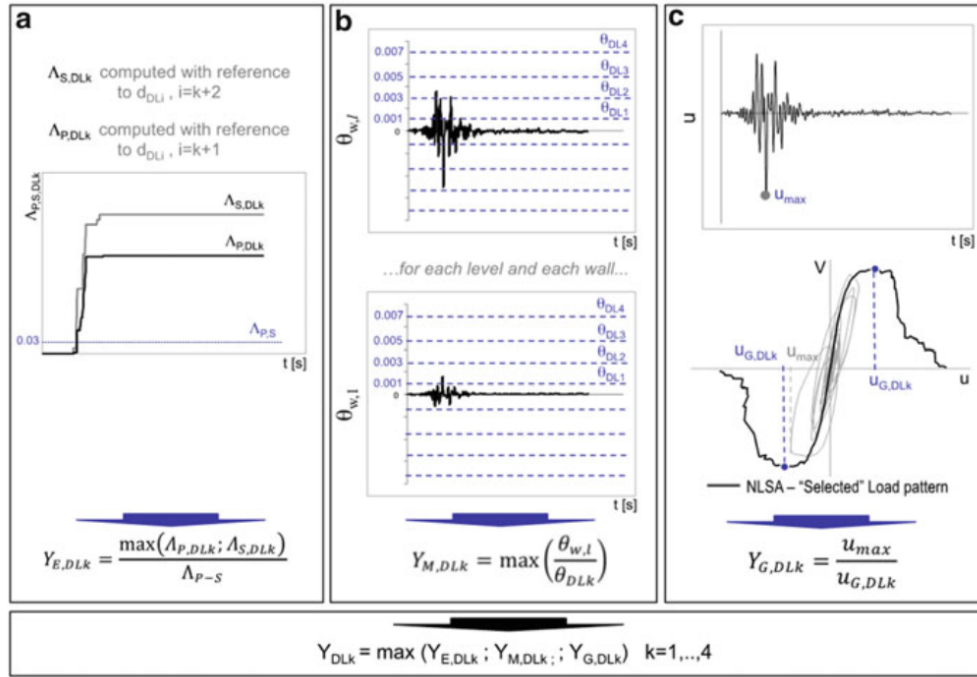 a
Λ_S,DLk computed with reference
to d_DLi , i=k+2
Λ_P,DLk computed with reference
to d_DLi , i=k+1
Λ_P,S,DLk
Λ_S,DLk
Λ_P,DLk
0.03
Λ_P,S
t [s]
Y_E,DLk = max(Λ_P,DLk ; Λ_S,DLk) / Λ_P−S
b
θ_w,l
0.007
θ_DL4
0.005
θ_DL3
0.003
θ_DL2
0.001
θ_DL1
0
t [s]
...for each level and each wall...
θ_w,1
0.007
θ_DL4
0.005
θ_DL3
0.003
θ_DL2
0.001
θ_DL1
0
t [s]
Y_M,DLk = max(θ_w,l / θ_DLk)
c
u
u_max
t [s]
V
u_G,DLk
u_max
u
u_G,DLk
NLSA – “Selected” Load pattern
Y_G,DLk = u_max / u_G,DLk
Y_DLk = max (Y_E,DLk ; Y_M,DLk ; ; Y_G,DLk) k=1,..,4